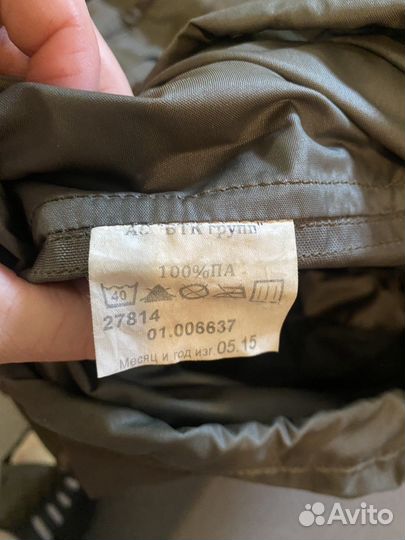 АО "БТК групп"
100%ПА
40
27814
01.006637
Месяц и год изг. 05.15
Avito